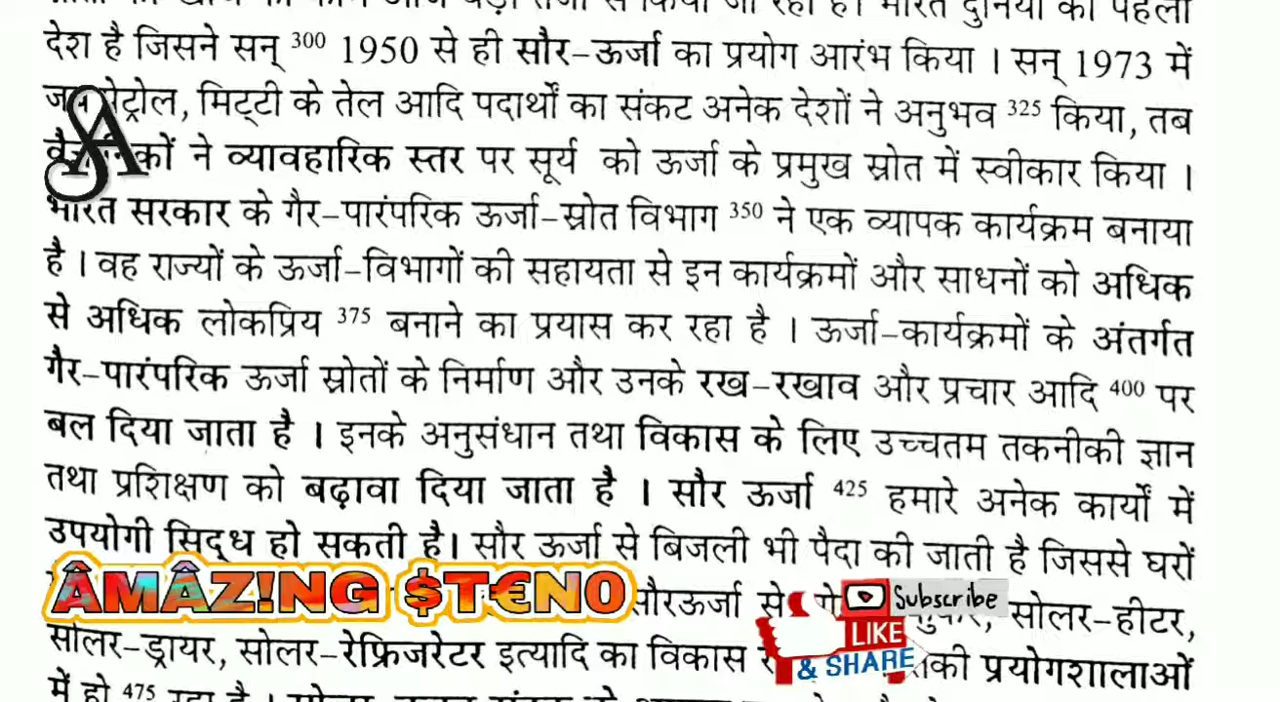 देश है जिसने सन् 300 1950 से ही सौर-ऊर्जा का प्रयोग आरंभ किया । सन् 1973 में
पेट्रोल, मिट्टी के तेल आदि पदार्थों का संकट अनेक देशों ने अनुभव 325 किया, तब
ने व्यावहारिक स्तर पर सूर्य को ऊर्जा के प्रमुख स्रोत में स्वीकार किया ।
भारत सरकार के गैर-पारंपरिक ऊर्जा-स्रोत विभाग 350 ने एक व्यापक कार्यक्रम बनाया
है । वह राज्यों के ऊर्जा-विभागों की सहायता से इन कार्यक्रमों और साधनों को अधिक
से अधिक लोकप्रिय 375 बनाने का प्रयास कर रहा है । ऊर्जा-कार्यक्रमों के अंतर्गत
गैर-पारंपरिक ऊर्जा स्रोतों के निर्माण और उनके रख-रखाव और प्रचार आदि 400 पर
बल दिया जाता है । इनके अनुसंधान तथा विकास के लिए उच्चतम तकनीकी ज्ञान
तथा प्रशिक्षण को बढ़ावा दिया जाता है । सौर ऊर्जा 425 हमारे अनेक कार्यों में
उपयोगी सिद्ध हो सकती है। सौर ऊर्जा से बिजली भी पैदा की जाती है जिससे घरों
ÂMÂZ!NG $T€NO
सौरऊर्जा से सोलर-हीटर,
Subscribe
LIKE
& SHARE
सोलर-ड्रायर, सोलर-रेफ्रिजरेटर इत्यादि का विकास प्रयोगशालाओं
में हो 475 रहा है ।